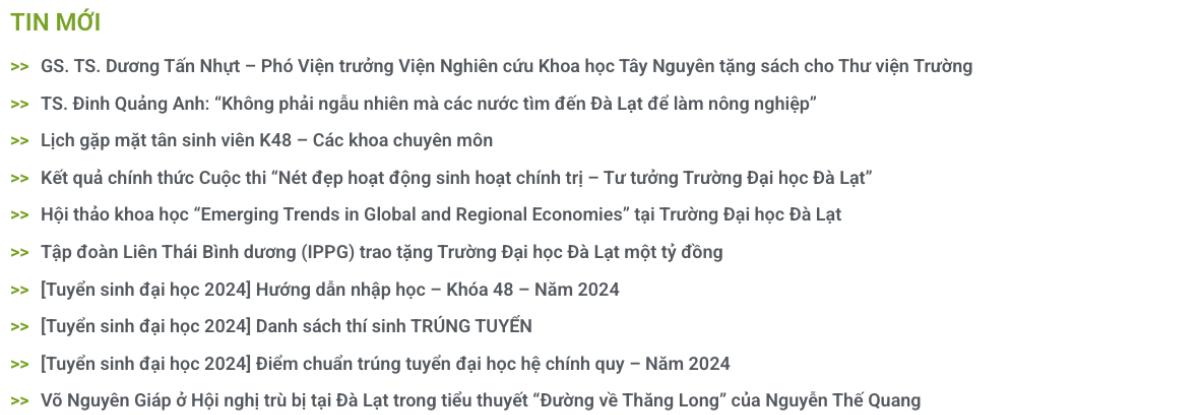 TIN MỚI
>> GS. TS. Dương Tấn Nhựt – Phó Viện trưởng Viện Nghiên cứu Khoa học Tây Nguyên tặng sách cho Thư viện Trường
>> TS. Đinh Quảng Anh: “Không phải ngẫu nhiên mà các nước tìm đến Đà Lạt để làm nông nghiệp”
>> Lịch gặp mặt tân sinh viên K48 – Các khoa chuyên môn
>> Kết quả chính thức Cuộc thi “Nét đẹp hoạt động sinh hoạt chính trị – Tư tưởng Trường Đại học Đà Lạt”
>> Hội thảo khoa học “Emerging Trends in Global and Regional Economies” tại Trường Đại học Đà Lạt
>> Tập đoàn Liên Thái Bình dương (IPPG) trao tặng Trường Đại học Đà Lạt một tỷ đồng
>> [Tuyển sinh đại học 2024] Hướng dẫn nhập học – Khóa 48 – Năm 2024
>> [Tuyển sinh đại học 2024] Danh sách thí sinh TRÚNG TUYỂN
>> [Tuyển sinh đại học 2024] Điểm chuẩn trúng tuyển đại học hệ chính quy – Năm 2024
>> Võ Nguyên Giáp ở Hội nghị trù bị tại Đà Lạt trong tiểu thuyết “Đường về Thăng Long” của Nguyễn Thế Quang